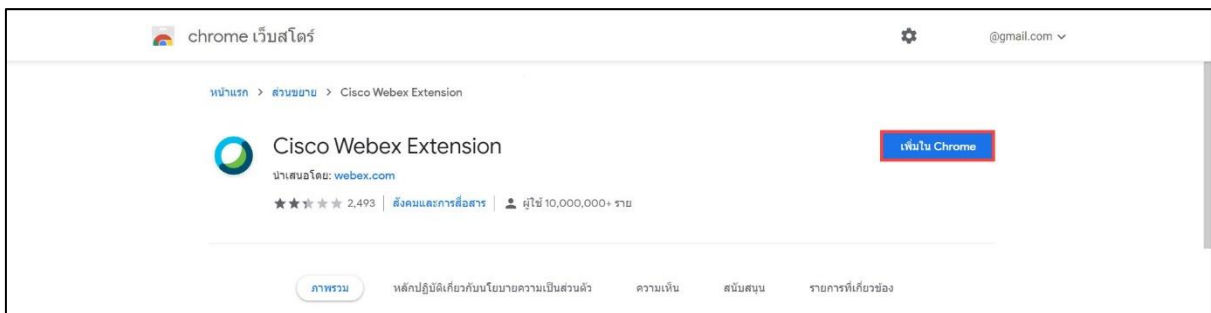 chrome เว็บสโตร์
@gmail.com
หน้าแรก > ส่วนขยาย > Cisco Webex Extension
Cisco Webex Extension
เพิ่มใน Chrome
นำเสนอโดย: webex.com
2,493 สังคมและการสื่อสาร ผู้ใช้ 10,000,000+ ราย
ภาพรวม หลักปฏิบัติเกี่ยวกับนโยบายความเป็นส่วนตัว ความเห็น สนับสนุน รายการที่เกี่ยวข้อง